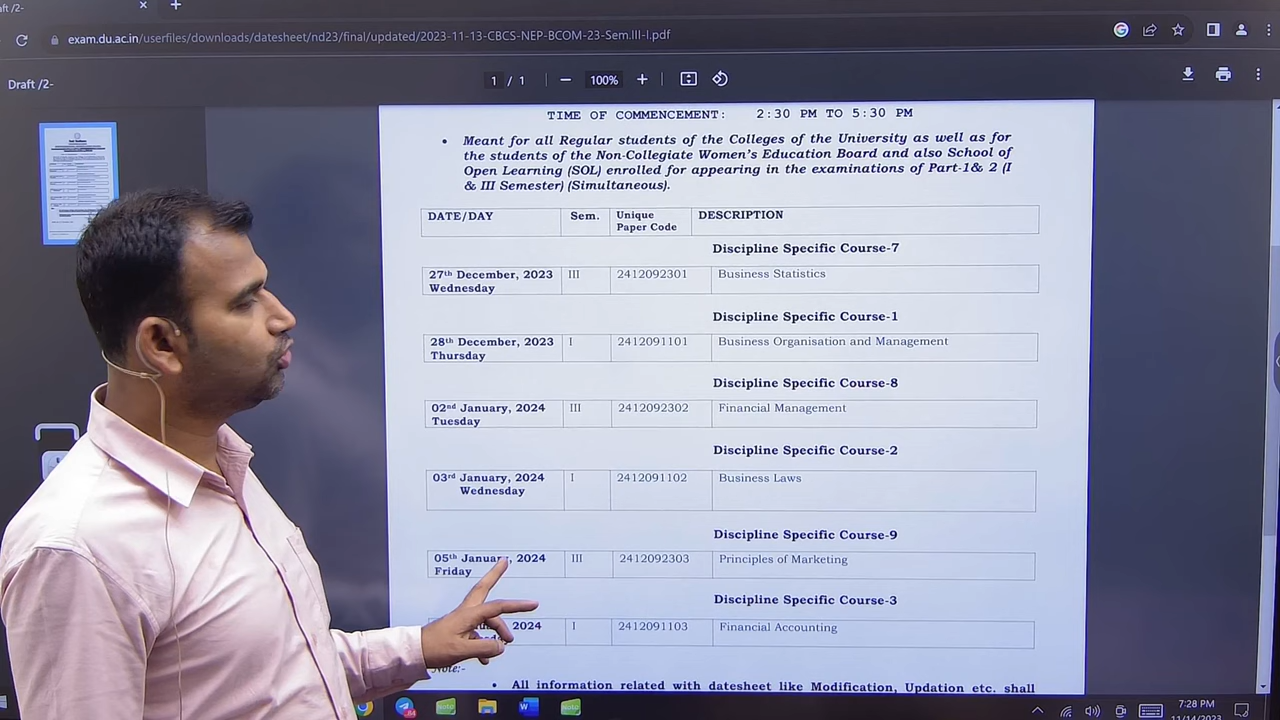 aft /2-
exam.du.ac.in/userfiles/downloads/datesheet/nd23/final/updated/2023-11-13-CBCS-NEP-BCOM-23-Sem.III-I.pdf
Draft /2-
1 / 1
100%
TIME OF COMMENCEMENT: 2:30 PM TO 5:30 PM
• Meant for all Regular students of the Colleges of the University as well as for
the students of the Non-Collegiate Women's Education Board and also School of
Open Learning (SOL) enrolled for appearing in the examinations of Part-1& 2 (I
& III Semester) (Simultaneous).
DATE/DAY Sem. Unique Paper Code DESCRIPTION
Discipline Specific Course-7
27th December, 2023 III 2412092301 Business Statistics
Wednesday
Discipline Specific Course-1
28th December, 2023 I 2412091101 Business Organisation and Management
Thursday
Discipline Specific Course-8
02nd January, 2024 III 2412092302 Financial Management
Tuesday
Discipline Specific Course-2
03rd January, 2024 I 2412091102 Business Laws
Wednesday
Discipline Specific Course-9
05th January, 2024 III 2412092303 Principles of Marketing
Friday
Discipline Specific Course-3
2024 I 2412091103 Financial Accounting
Note:-
• All information related with datesheet like Modification, Updation etc. shall
7:28 PM
11/14/2023